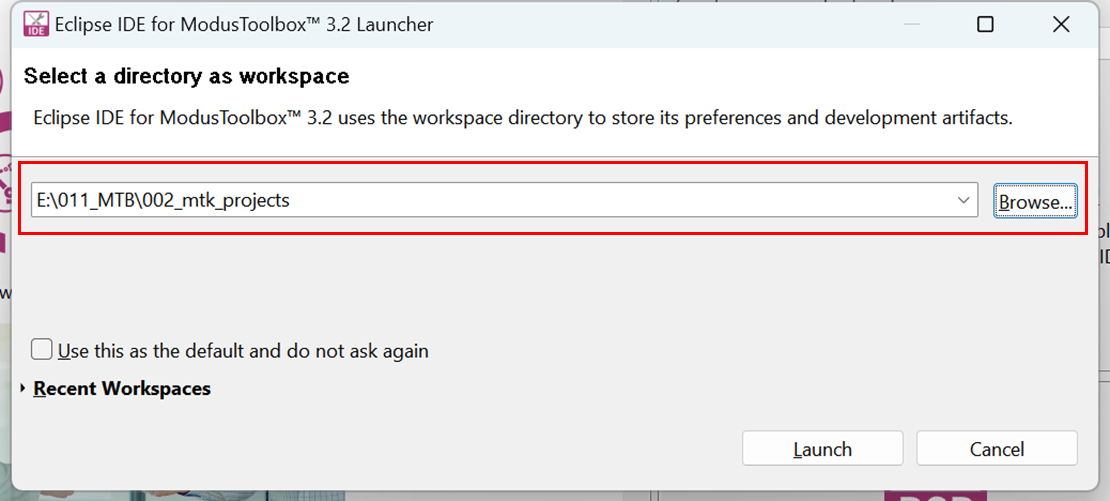 IDE
Eclipse IDE for ModusToolbox™ 3.2 Launcher
Select a directory as workspace
Eclipse IDE for ModusToolbox™ 3.2 uses the workspace directory to store its preferences and development artifacts.
E:\011_MTB\002_mtk_projects
Browse...
Use this as the default and do not ask again
Recent Workspaces
Launch
Cancel